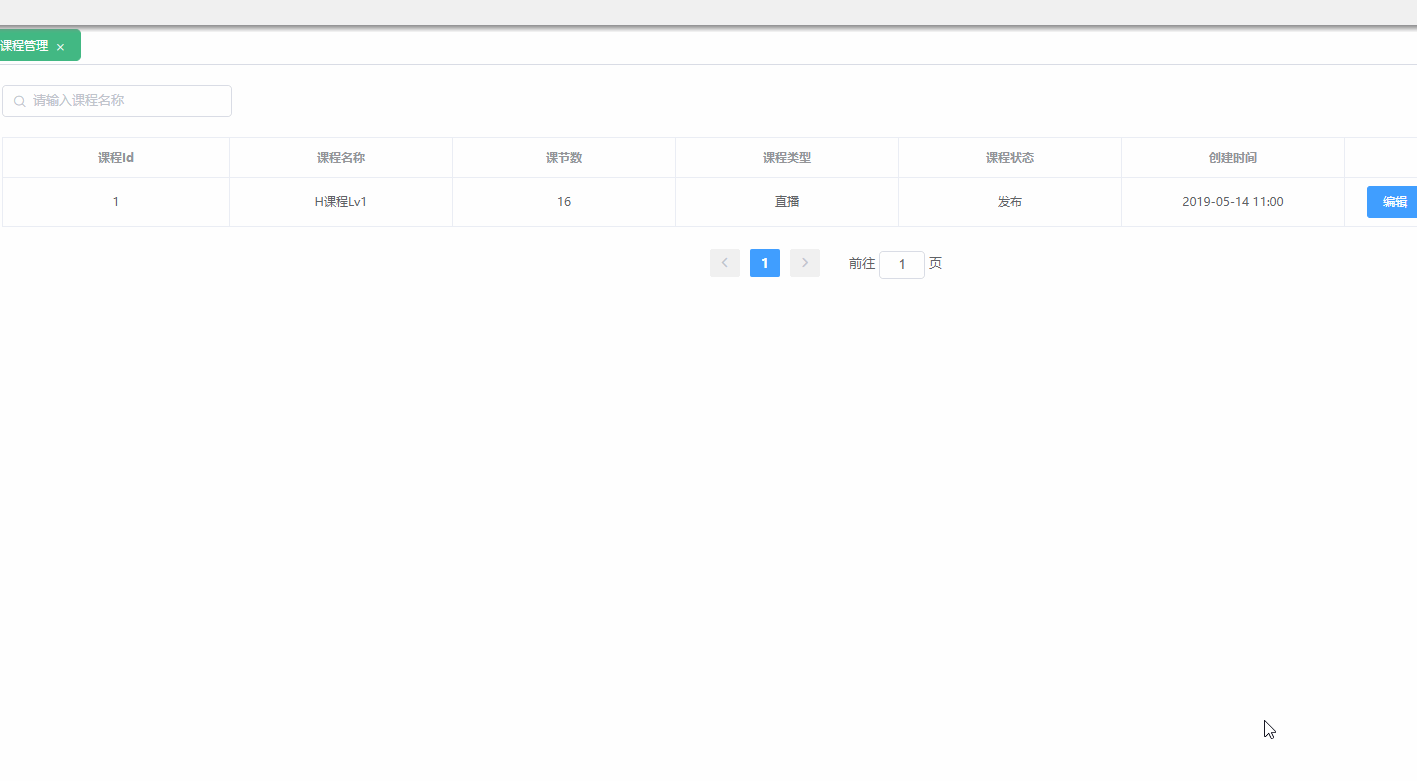 课程管理 ×
请输入课程名称
课程Id 课程名称 课节数 课程类型 课程状态 创建时间
1 H课程Lv1 16 直播 发布 2019-05-14 11:00 编辑
< 1 > 前往 1 页